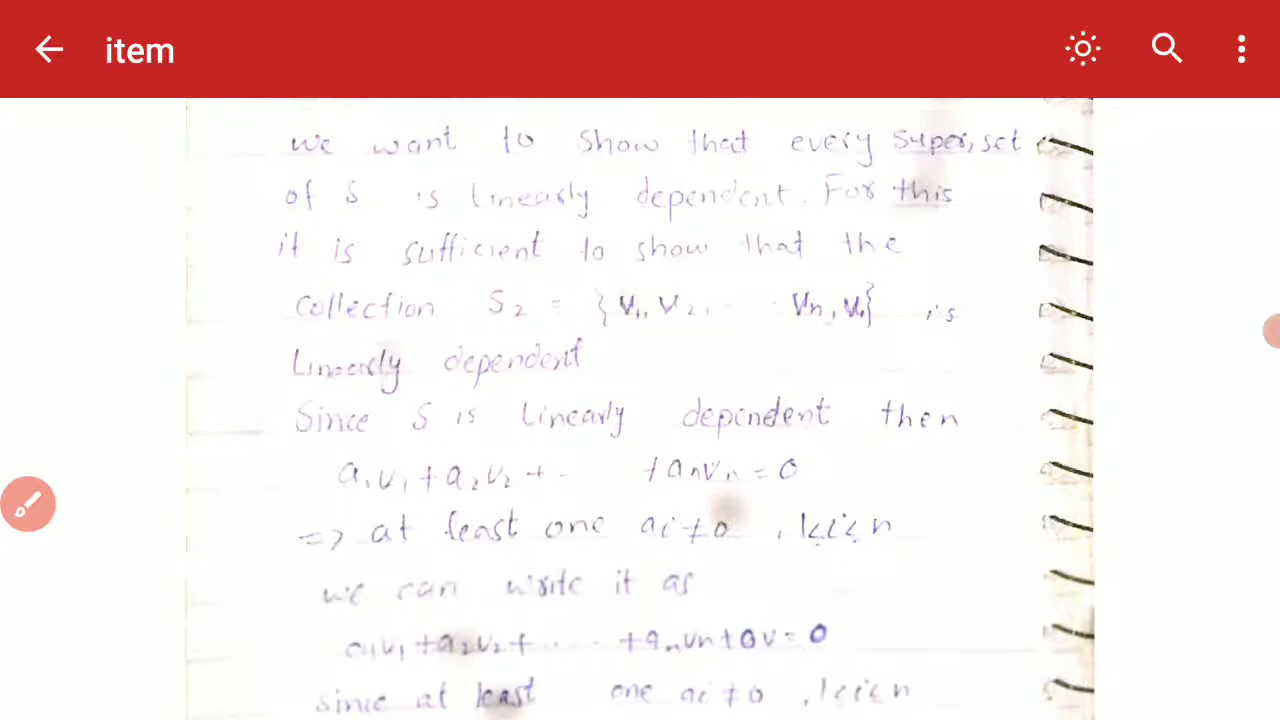 item
we want to show that every super, set
of S is linearly dependent. For this
it is sufficient to show that the
collection S₂ = {v₁, v₂, .. vₙ, v} is
Linearly dependent
Since S is Linearly dependent then
a₁v₁ + a₂v₂ + .. + aₙvₙ = 0
=> at least one ai ≠ 0 , 1≤i≤n
we can write it as
a₁v₁ + a₂v₂ + .... + aₙvₙ + 0v = 0
since at least one ai ≠ 0 , 1≤i≤n